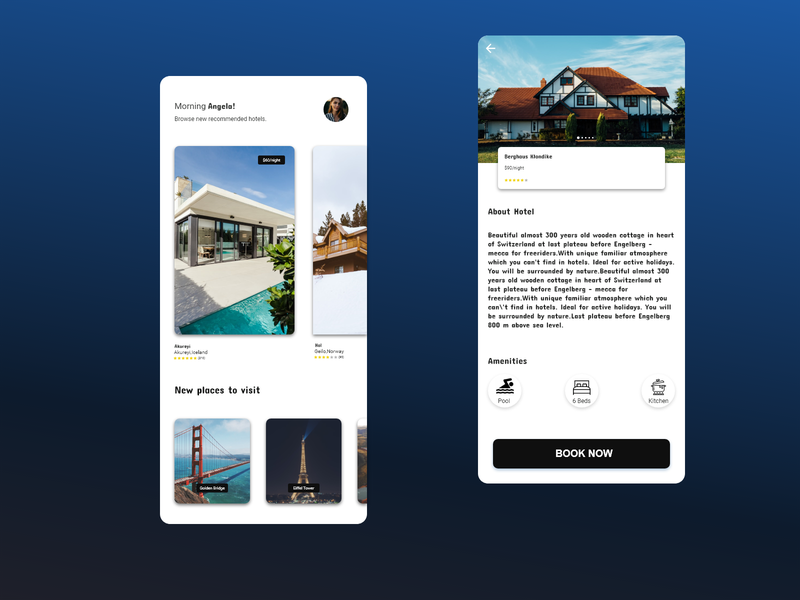 Morning Angela!
Browse new recommended hotels.
$60/night
Akureyi
Akureyi,Iceland
Hol
Geilo,Norway
New places to visit
Golden Bridge
Eiffel Tower
Berghaus Klondike
$90/night
About Hotel
Beautiful almost 300 years old wooden cottage in heart
of Switzerland at last plateau before Engelberg -
mecca for freeriders.With unique familiar atmosphere
which you can't find in hotels. Ideal for active holidays.
You will be surrounded by nature.Beautiful almost 300
years old wooden cottage in heart of Switzerland at
last plateau before Engelberg - mecca for
freeriders.With unique familiar atmosphere which you
can\'t find in hotels. Ideal for active holidays. You will
be surrounded by nature.Last plateau before Engelberg
800 m above sea level.
Amenities
Pool
6 Beds
Kitchen
BOOK NOW